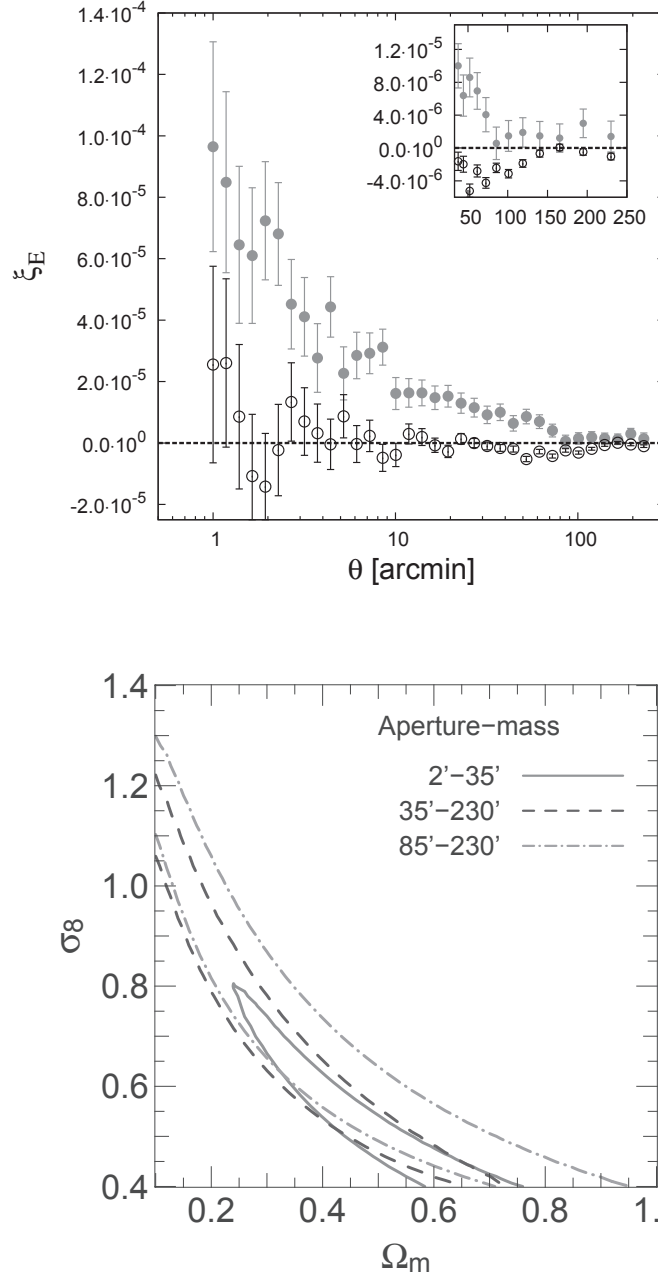 1.4·10⁻⁴
1.2·10⁻⁴
1.0·10⁻⁴
8.0·10⁻⁵
6.0·10⁻⁵
4.0·10⁻⁵
2.0·10⁻⁵
0.0·10⁰
-2.0·10⁻⁵
ξE
1 10 100
θ [arcmin]
1.2·10⁻⁵
8.0·10⁻⁶
4.0·10⁻⁶
0.0·10⁰
-4.0·10⁻⁶
50 100 150 200 250
1.4
1.2
1.0
0.8
0.6
0.4
σ8
Aperture−mass
2'−35'
35'−230'
85'−230'
0.2 0.4 0.6 0.8 1.
Ωm